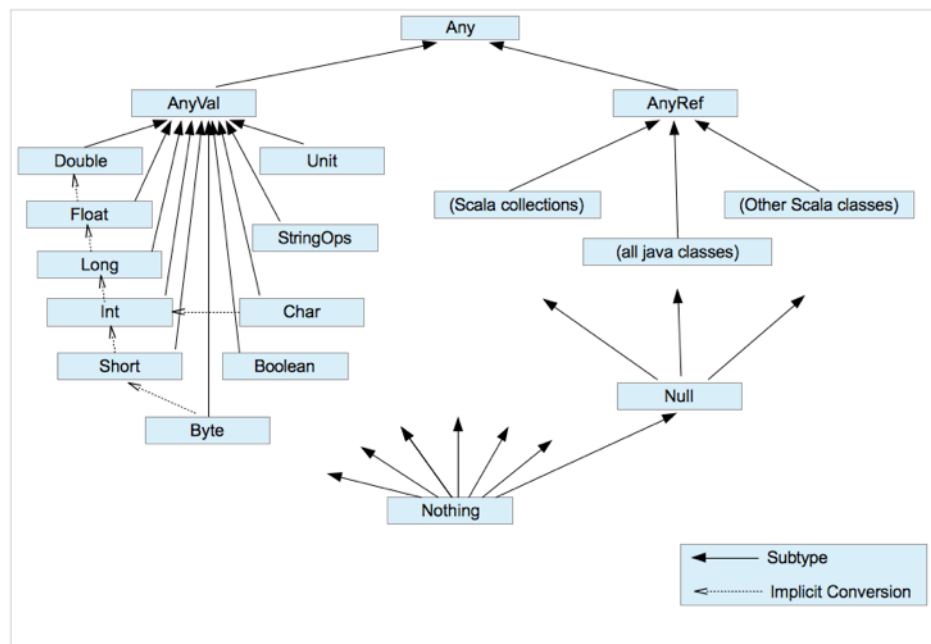 Any
AnyVal
AnyRef
Double
Unit
Float
(Scala collections)
(Other Scala classes)
StringOps
(all java classes)
Long
Int
Char
Short
Boolean
Null
Byte
Nothing
Subtype
Implicit Conversion